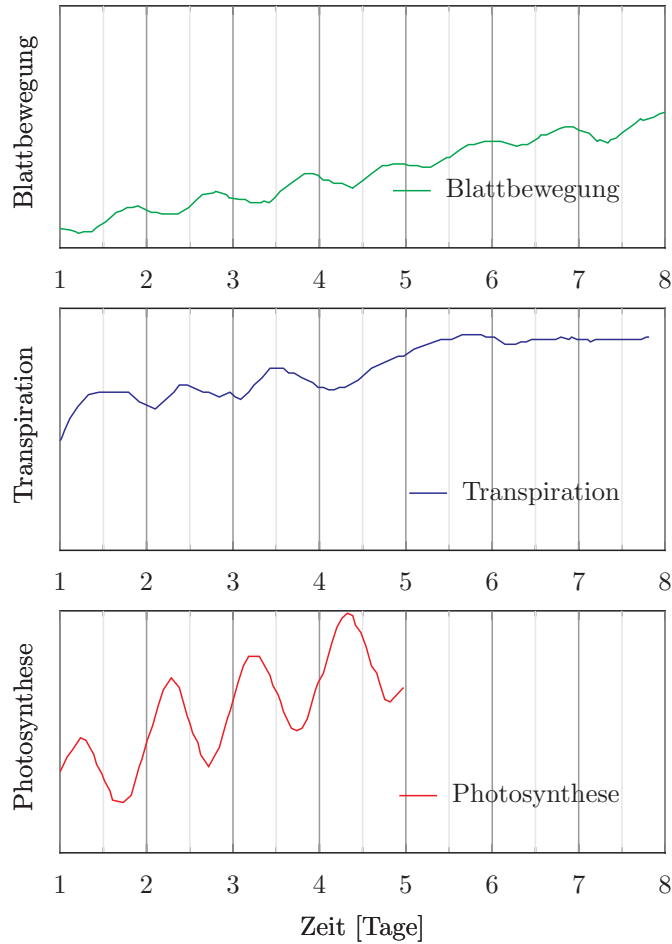 Blattbewegung
Blattbewegung
1 2 3 4 5 6 7 8
Transpiration
Transpiration
1 2 3 4 5 6 7 8
Photosynthese
Photosynthese
1 2 3 4 5 6 7 8
Zeit [Tage]